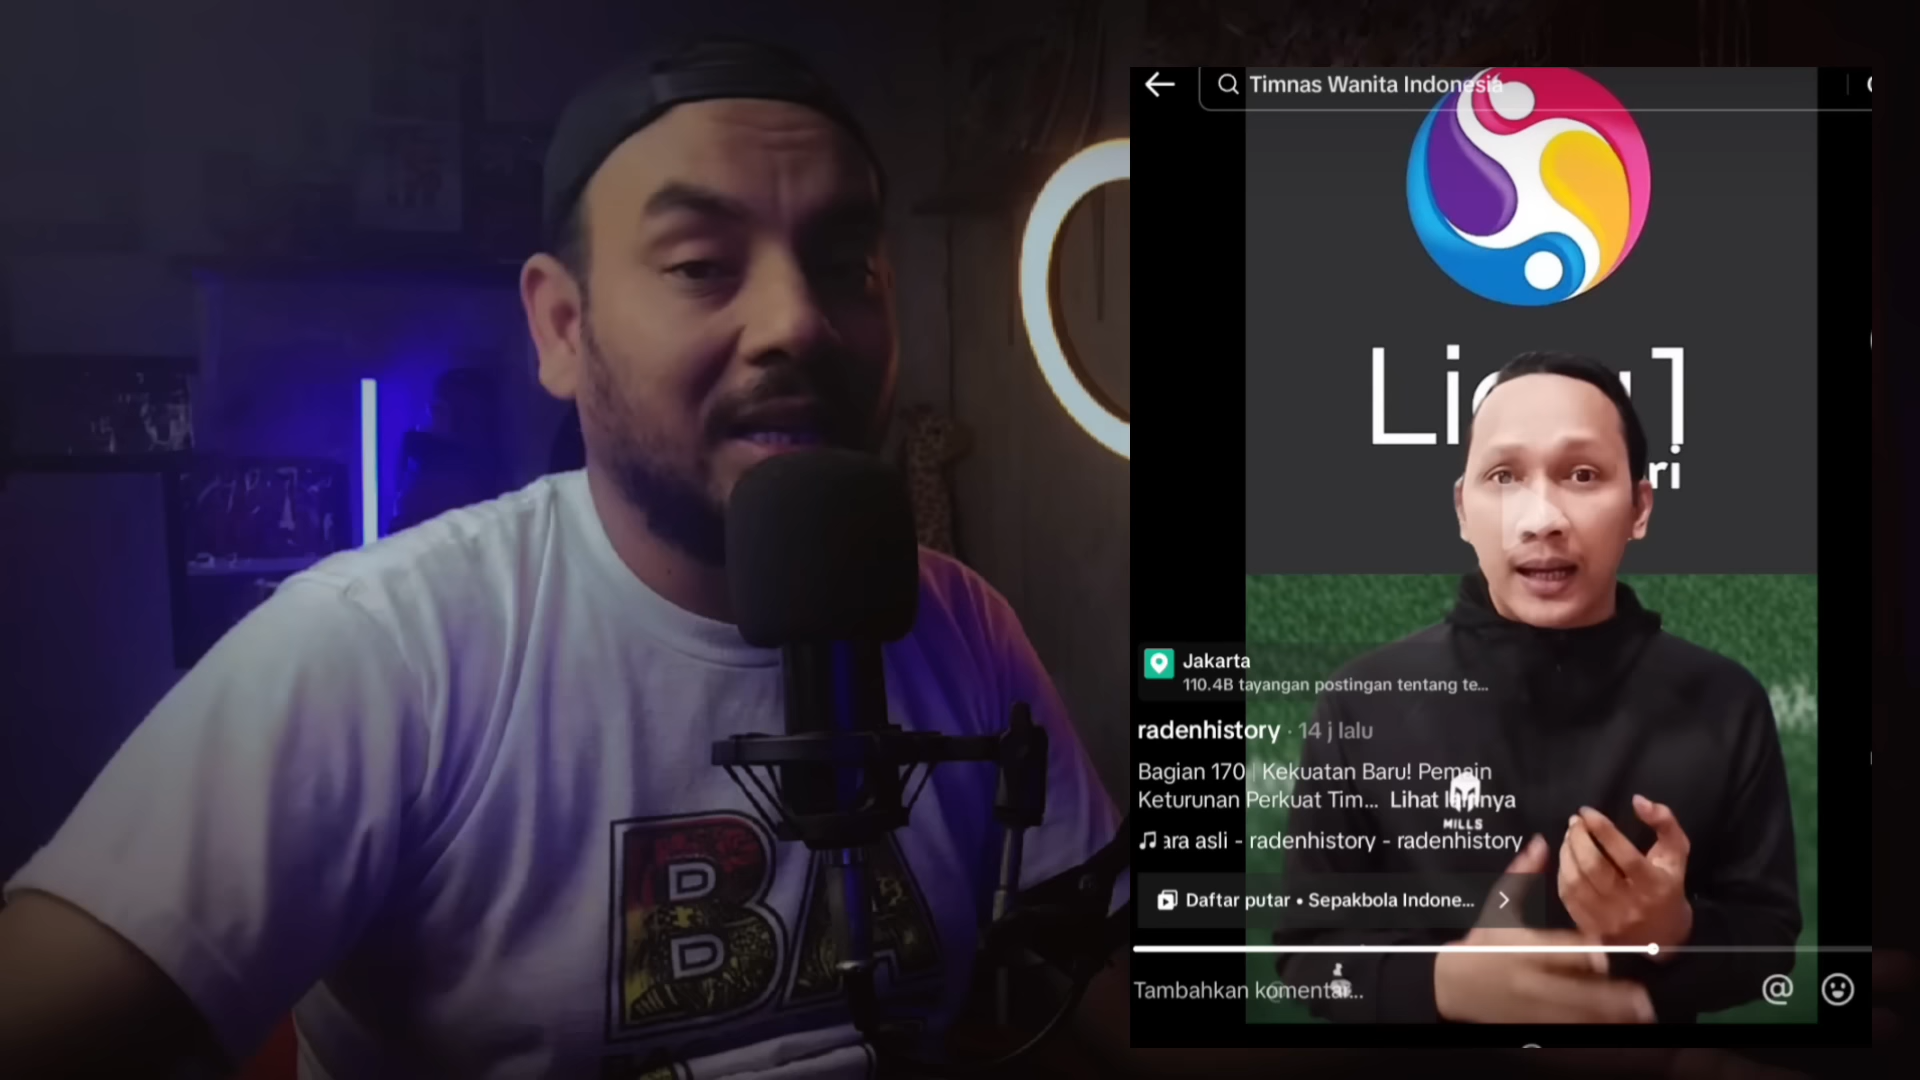 Timnas Wanita Indonesia
Jakarta
110.4B tayangan postingan tentang te...
radenhistory · 14 j lalu
Bagian 170 | Kekuatan Baru! Pemain
Keturunan Perkuat Tim... Lihat lainnya
MILLS
ara asli - radenhistory - radenhistory
Daftar putar • Sepakbola Indone...
Tambahkan komentar...
BA